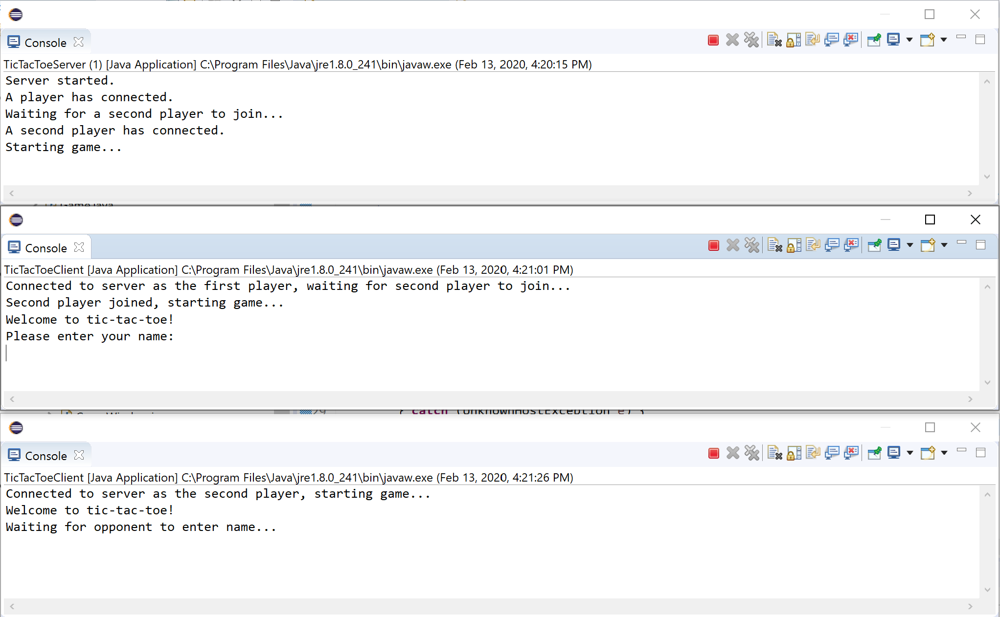 Console
TicTacToeServer (1) [Java Application] C:\Program Files\Java\jre1.8.0_241\bin\javaw.exe (Feb 13, 2020, 4:20:15 PM)
Server started.
A player has connected.
Waiting for a second player to join...
A second player has connected.
Starting game...
Console
TicTacToeClient [Java Application] C:\Program Files\Java\jre1.8.0_241\bin\javaw.exe (Feb 13, 2020, 4:21:01 PM)
Connected to server as the first player, waiting for second player to join...
Second player joined, starting game...
Welcome to tic-tac-toe!
Please enter your name:
29 } catch (UnknownHostException e) {
Console
TicTacToeClient [Java Application] C:\Program Files\Java\jre1.8.0_241\bin\javaw.exe (Feb 13, 2020, 4:21:26 PM)
Connected to server as the second player, starting game...
Welcome to tic-tac-toe!
Waiting for opponent to enter name...